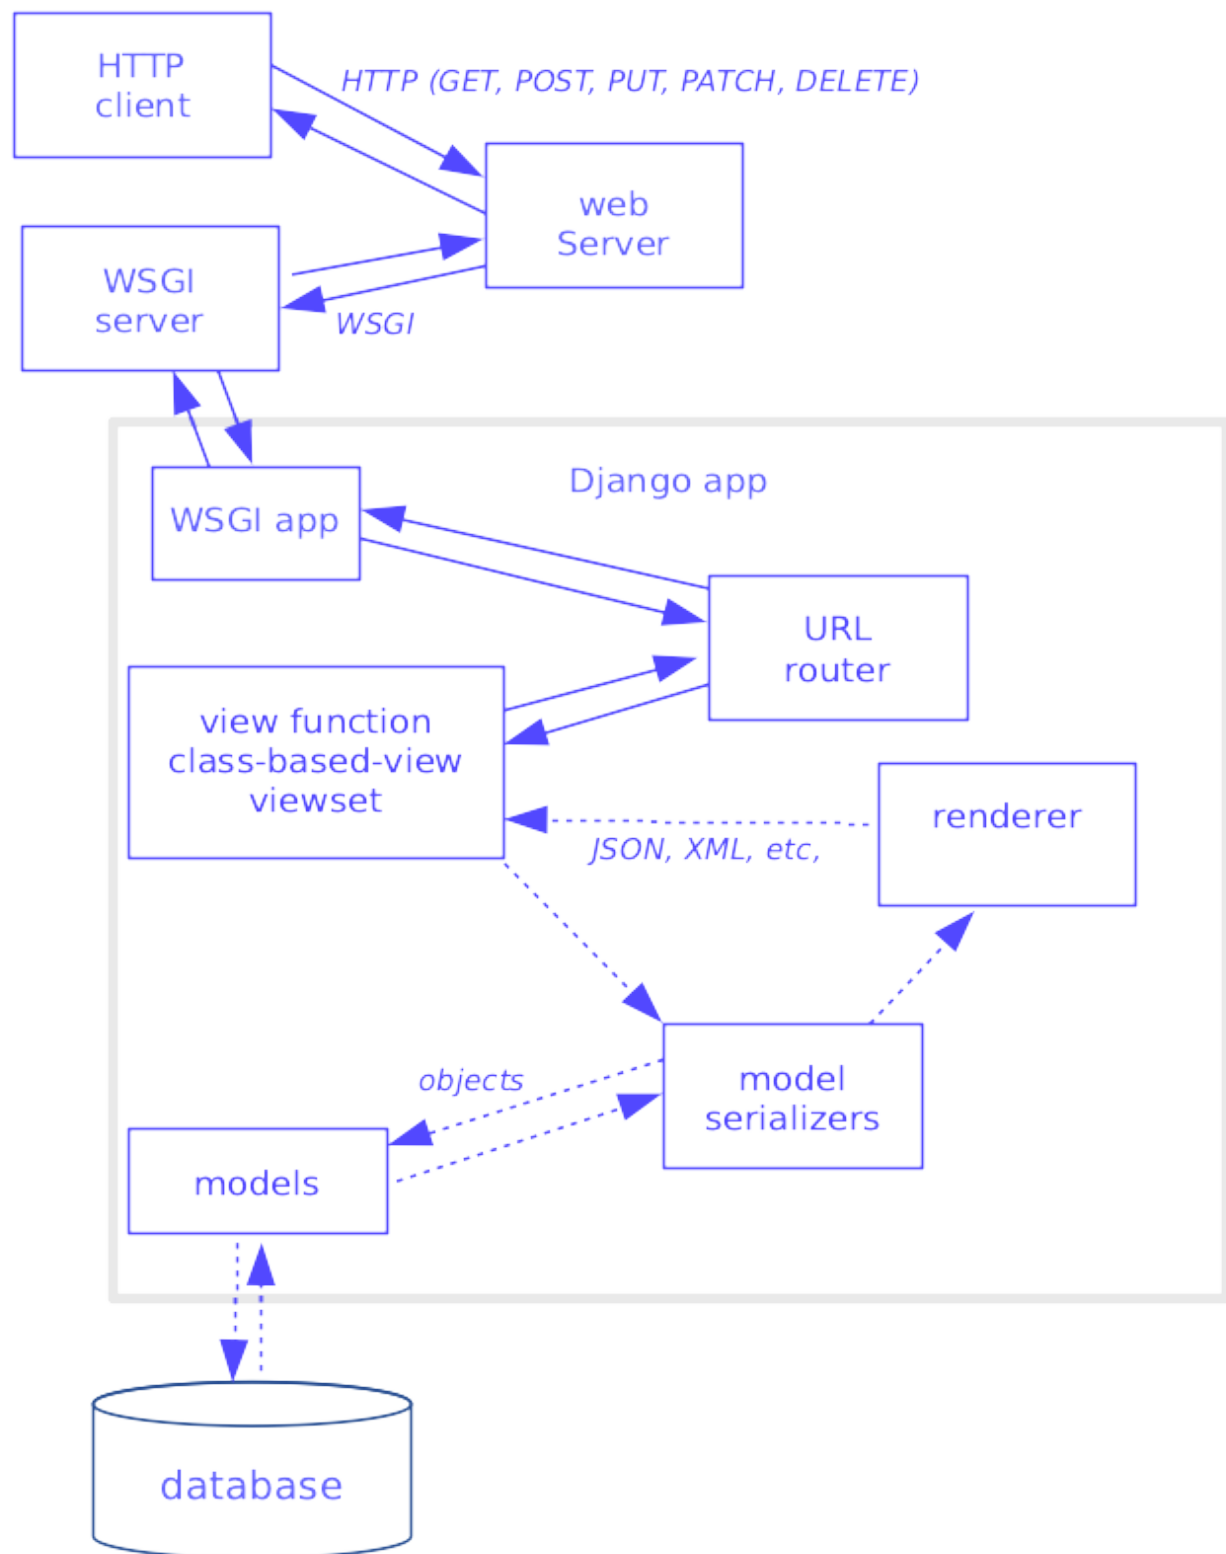 HTTP
client
HTTP (GET, POST, PUT, PATCH, DELETE)
web
Server
WSGI
server
WSGI
Django app
WSGI app
URL
router
view function
class-based-view
viewset
renderer
JSON, XML, etc,
objects
model
serializers
models
database